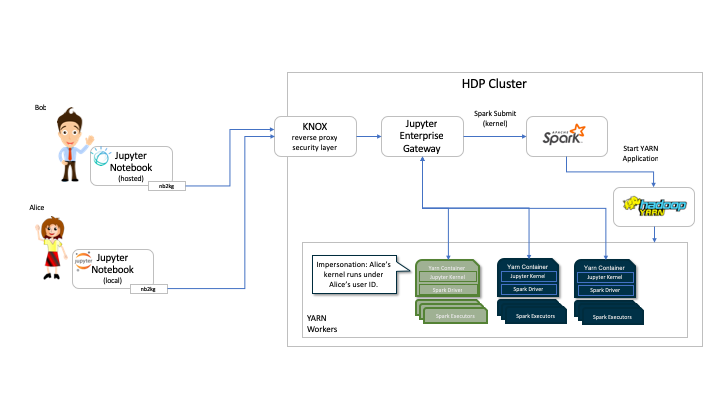 HDP Cluster
Bob
Jupyter
Notebook
(hosted)
nb2kg
KNOX
reverse proxy
security layer
Jupyter
Enterprise
Gateway
Spark Submit
(kernel)
APACHE
Spark
Start YARN
Application
hadoop
YARN
Alice
jupyter
Jupyter
Notebook
(local)
nb2kg
Impersonation: Alice's
kernel runs under
Alice's user ID.
Yarn Container
Jupyter Kernel
Spark Driver
Spark Executors
Yarn Container
Jupyter Kernel
Spark Driver
Spark Executors
Yarn Container
Jupyter Kernel
Spark Driver
Spark Executors
YARN
Workers